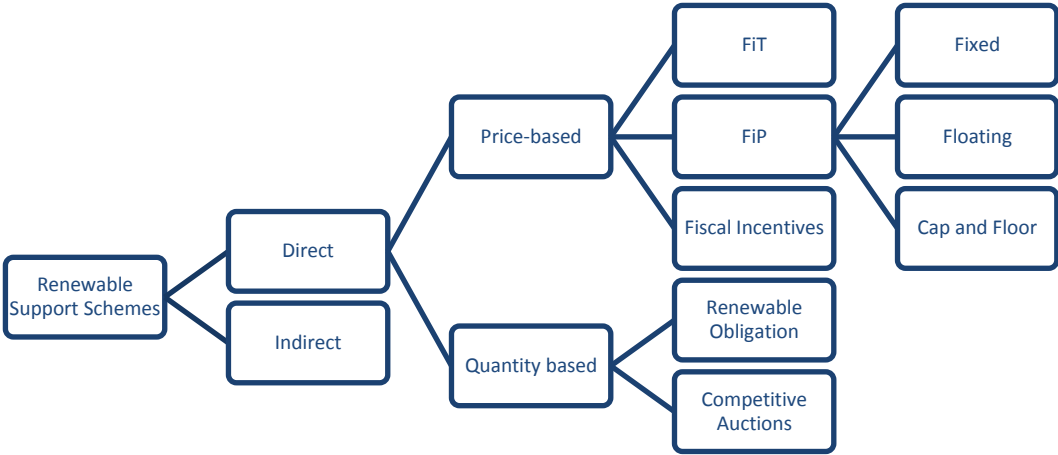 Renewable
Support Schemes
Direct
Indirect
Price-based
Quantity based
FiT
FiP
Fiscal Incentives
Renewable
Obligation
Competitive
Auctions
Fixed
Floating
Cap and Floor